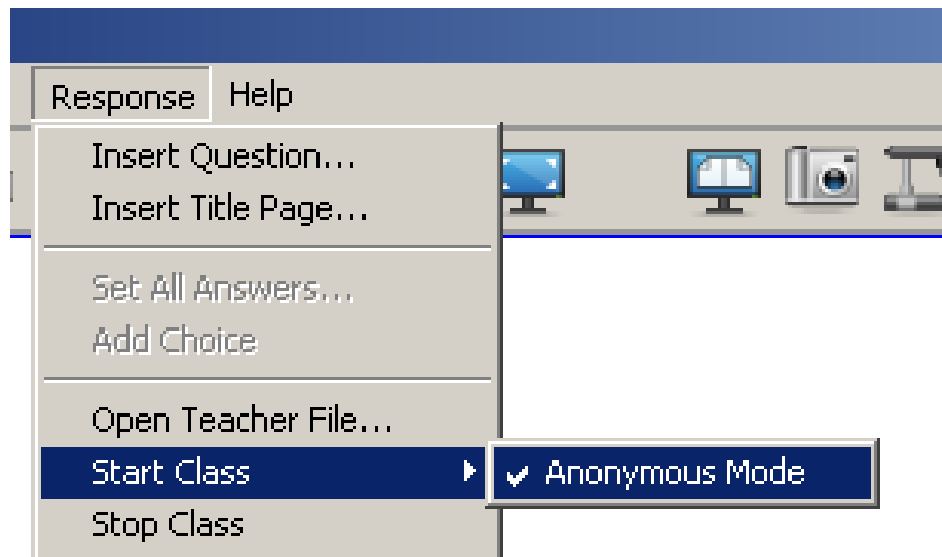 Response Help
Insert Question...
Insert Title Page...
Set All Answers...
Add Choice
Open Teacher File...
Start Class
Anonymous Mode
Stop Class